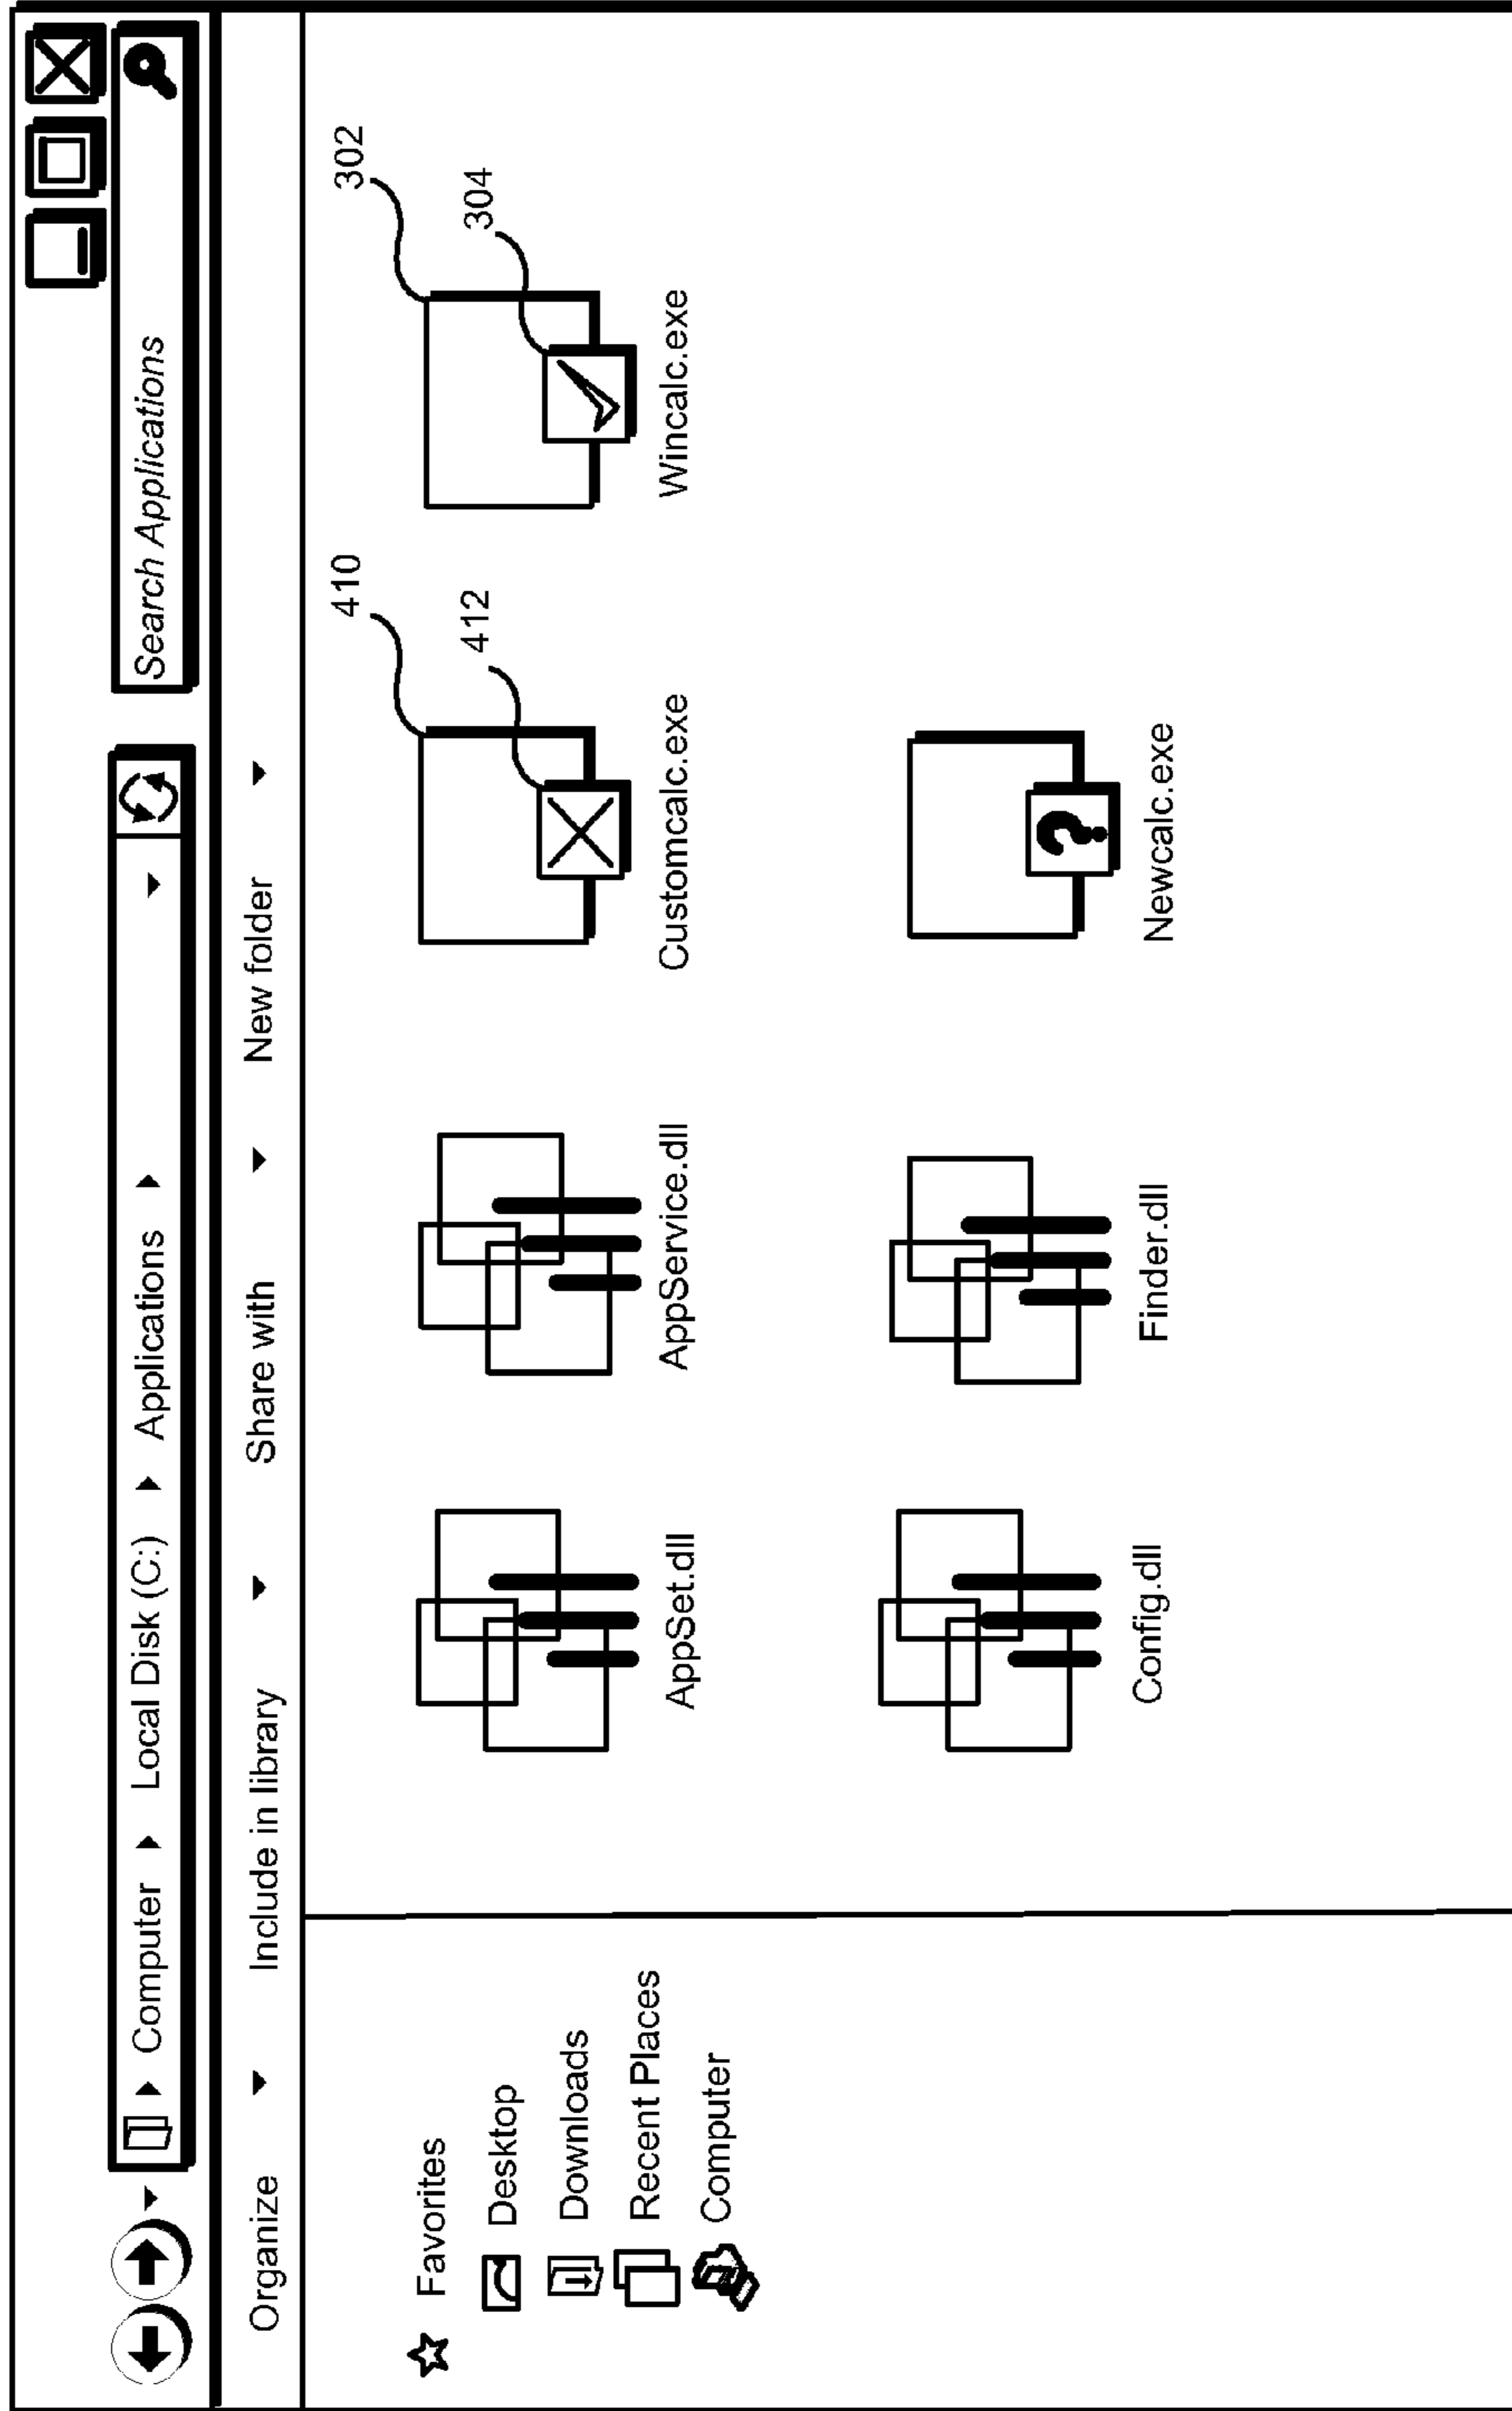 Computer Local Disk (C:) Applications
Search Applications
Organize Include in library Share with New folder
Favorites
Desktop
Downloads
Recent Places
Computer
410
302
412
304
AppSet.dll AppService.dll Customcalc.exe Wincalc.exe
?
Config.dll Finder.dll Newcalc.exe